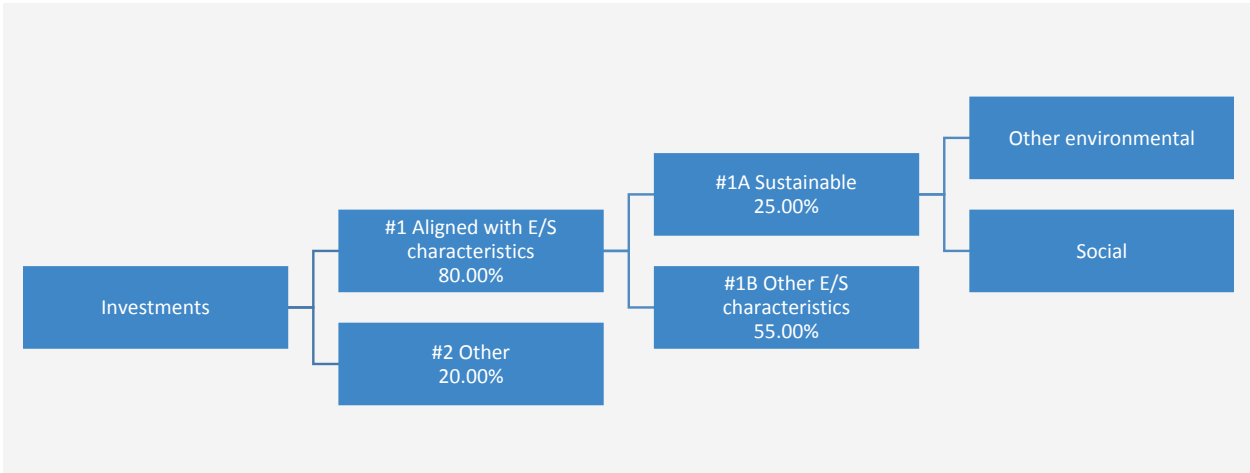 Investments
#1 Aligned with E/S
characteristics
80.00%
#2 Other
20.00%
#1A Sustainable
25.00%
#1B Other E/S
characteristics
55.00%
Other environmental
Social